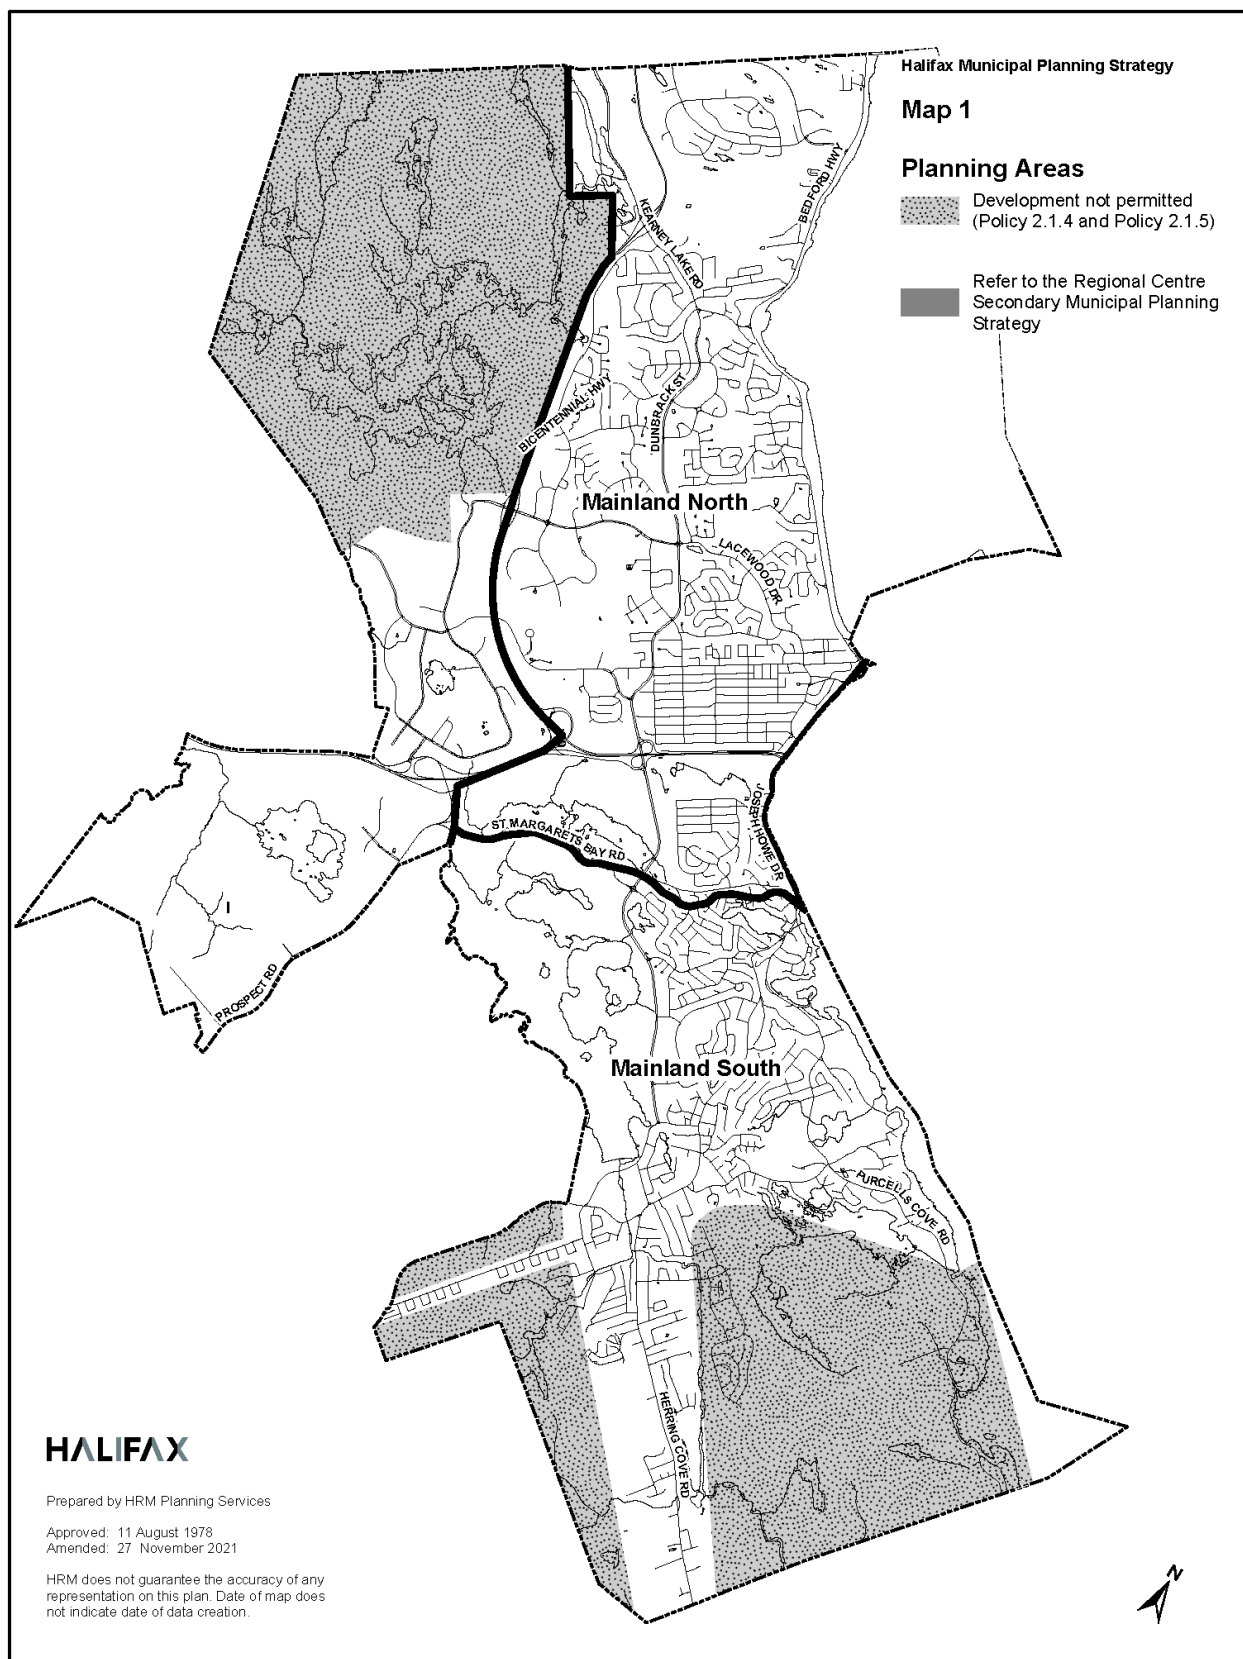 Halifax Municipal Planning Strategy
Map 1
Planning Areas
Development not permitted
(Policy 2.1.4 and Policy 2.1.5)
Refer to the Regional Centre
Secondary Municipal Planning
Strategy
BEDFORD HWY
KEARNEY LAKE RD
DUNBRACK ST
BICENTENNIAL HWY
Mainland North
LACEWOOD DR
JOSEPH HOWE DR
ST. MARGARETS BAY RD
I
PROSPECT RD
Mainland South
PURCELLS COVE RD
HERRING COVE RD
HALIFAX
Prepared by HRM Planning Services
Approved: 11 August 1978
Amended: 27 November 2021
HRM does not guarantee the accuracy of any
representation on this plan. Date of map does
not indicate date of data creation.
N